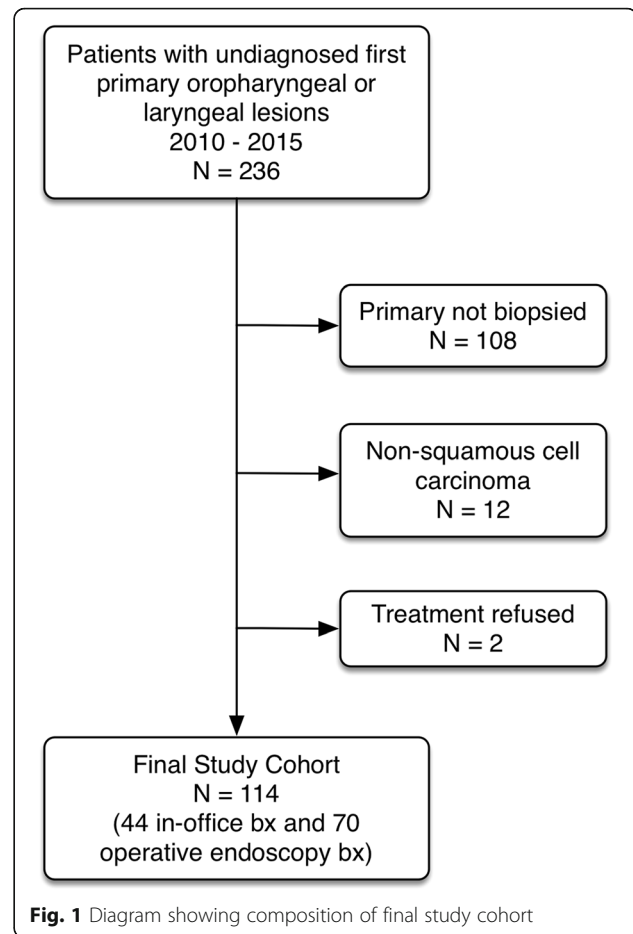 Patients with undiagnosed first
primary oropharyngeal or
laryngeal lesions
2010 - 2015
N = 236
Primary not biopsied
N = 108
Non-squamous cell
carcinoma
N = 12
Treatment refused
N = 2
Final Study Cohort
N = 114
(44 in-office bx and 70
operative endoscopy bx)
Fig. 1 Diagram showing composition of final study cohort